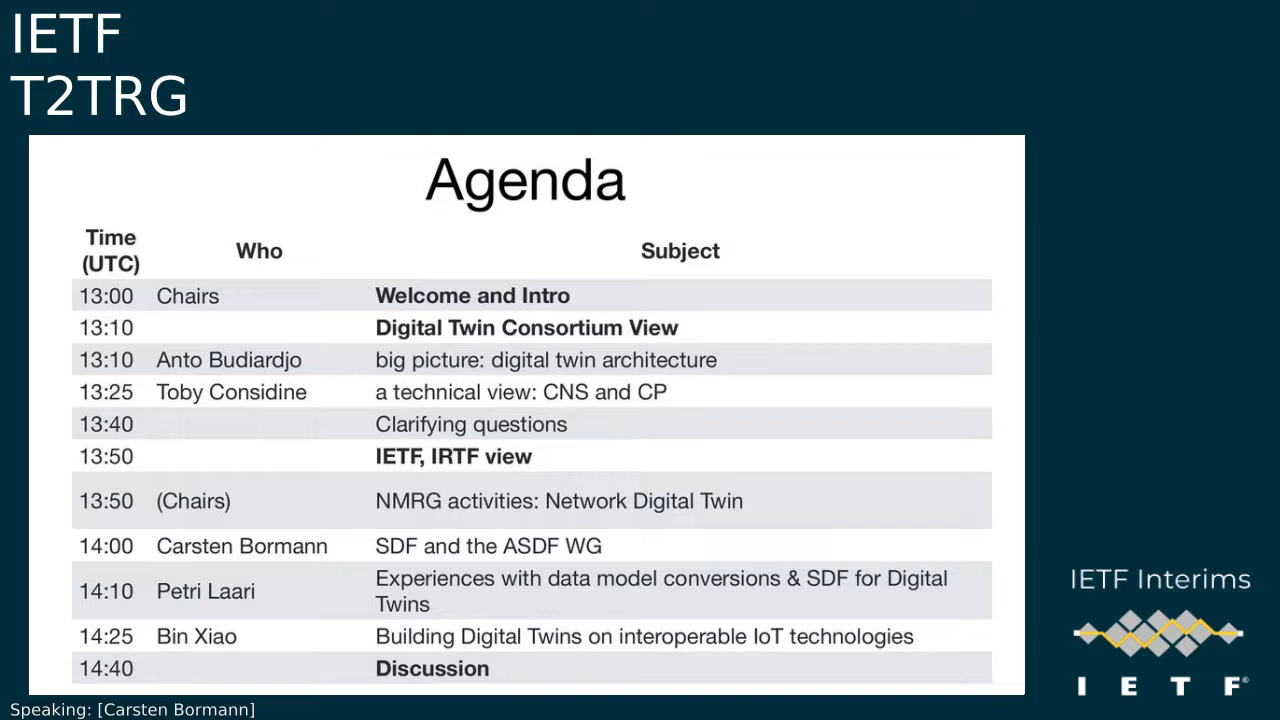 IETF
T2TRG
Agenda
Time (UTC) Who Subject
13:00 Chairs Welcome and Intro
13:10 Digital Twin Consortium View
13:10 Anto Budiardjo big picture: digital twin architecture
13:25 Toby Considine a technical view: CNS and CP
13:40 Clarifying questions
13:50 IETF, IRTF view
13:50 (Chairs) NMRG activities: Network Digital Twin
14:00 Carsten Bormann SDF and the ASDF WG
14:10 Petri Laari Experiences with data model conversions & SDF for Digital
Twins
14:25 Bin Xiao Building Digital Twins on interoperable IoT technologies
14:40 Discussion
IETF Interims
I E T F®
Speaking: [Carsten Bormann]